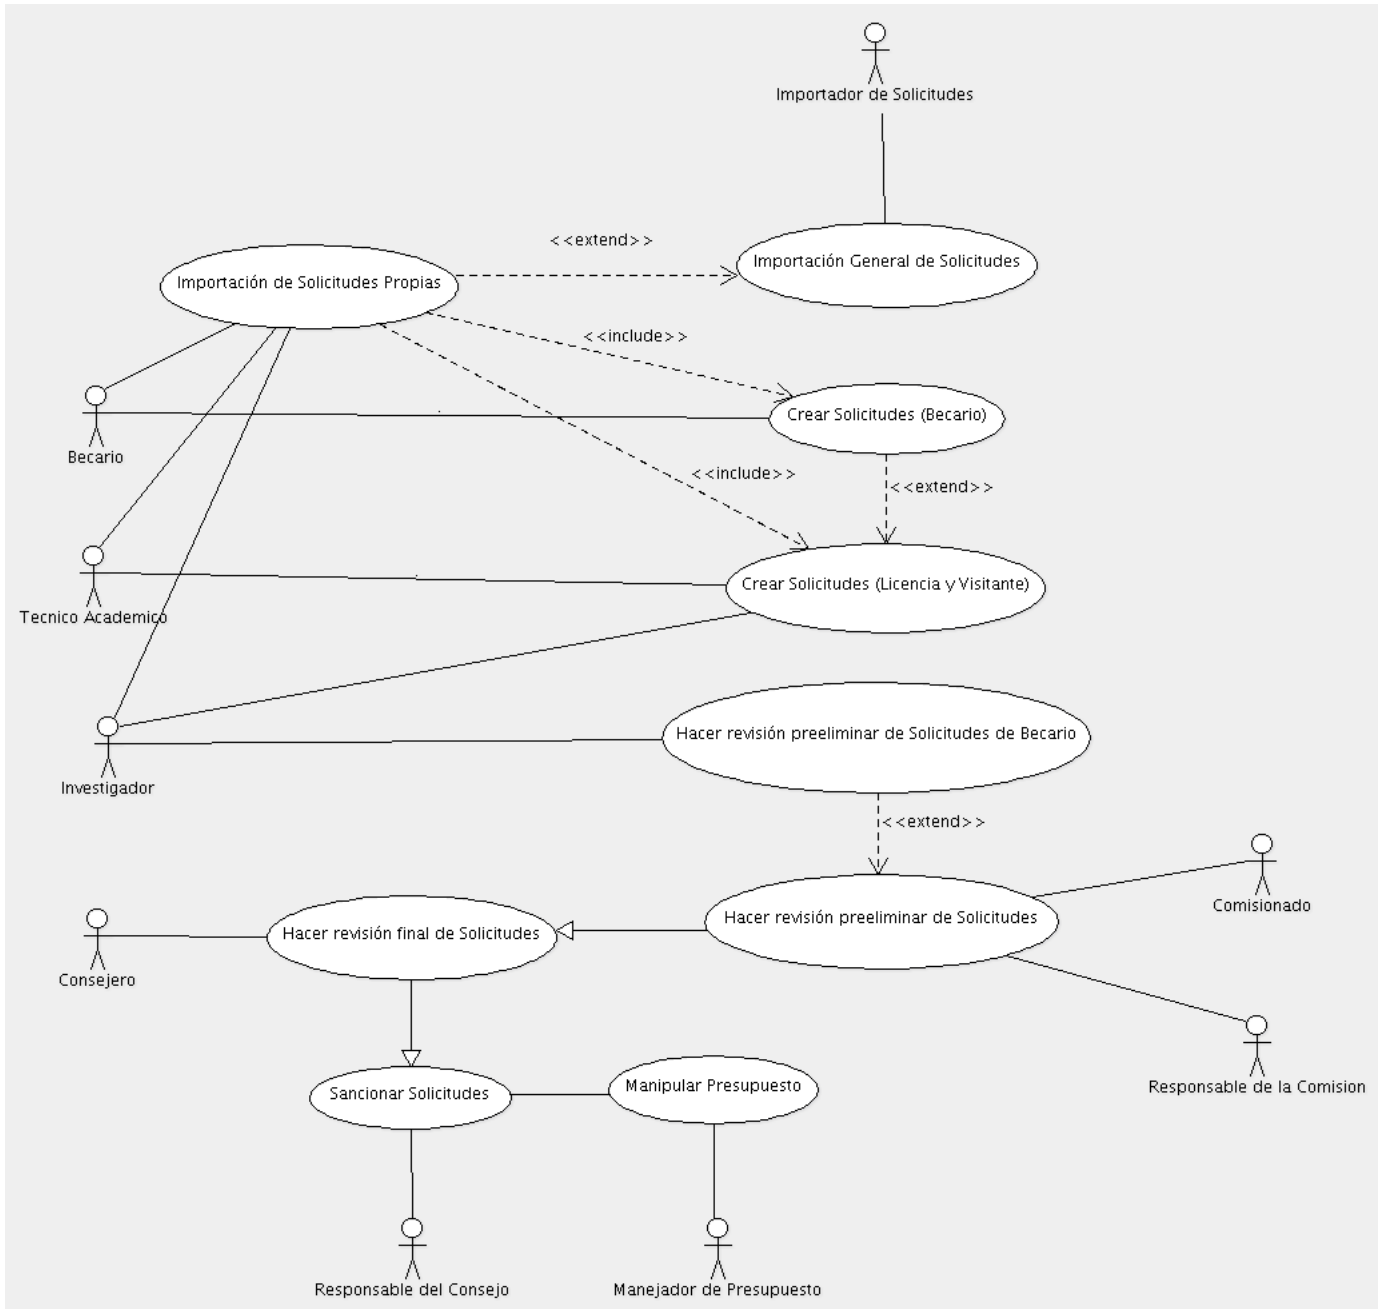 Importador de Solicitudes
<<extend>>
Importación General de Solicitudes
Importación de Solicitudes Propias
<<include>>
Crear Solicitudes (Becario)
Becario
<<include>>
<<extend>>
Crear Solicitudes (Licencia y Visitante)
Tecnico Academico
Hacer revisión preeliminar de Solicitudes de Becario
Investigador
<<extend>>
Comisionado
Hacer revisión preeliminar de Solicitudes
Hacer revisión final de Solicitudes
Consejero
Responsable de la Comision
Sancionar Solicitudes
Manipular Presupuesto
Responsable del Consejo
Manejador de Presupuesto